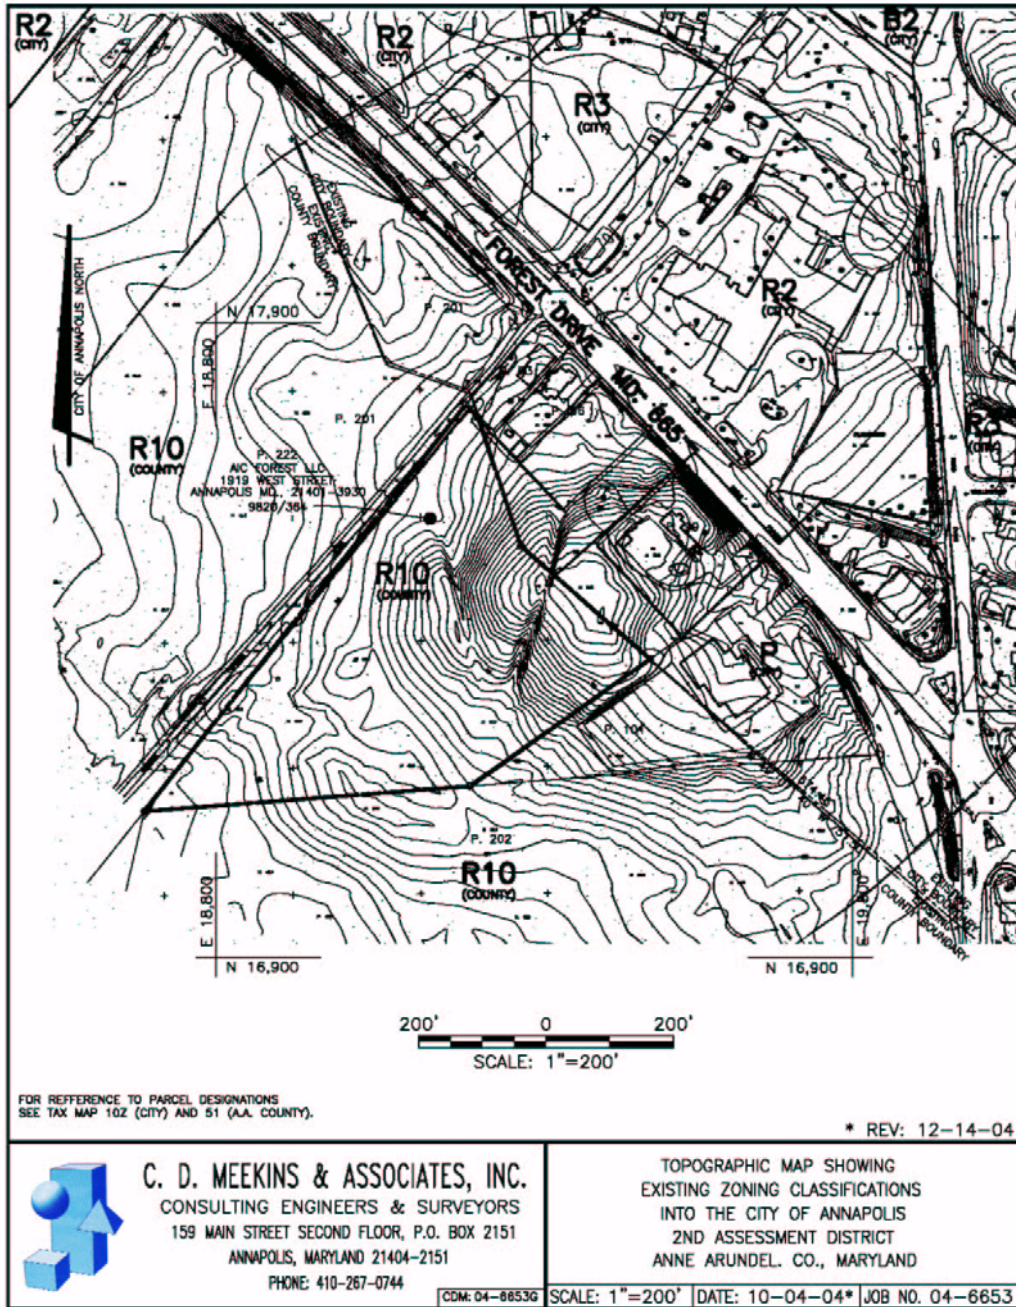 R2
(CITY)
R2
(CITY)
B2
(CITY)
R3
(CITY)
EXISTING
CITY BOUNDARY
EXISTING
COUNTY BOUNDARY
CITY OF ANNAPOLIS NORTH
FOREST DRIVE MD. 665
R2
(CITY)
N 17,900
E 18,800
P. 201
P. 201
R10
(COUNTY)
P. 222
AIC FOREST LLC
1919 WEST STREET
ANNAPOLIS MD., 21401-3930
9820/364
R10
(COUNTY)
P
P. 202
R10
(COUNTY)
E 18,800
N 16,900
E 19,800
N 16,900
EXISTING
CITY BOUNDARY
EXISTING
COUNTY BOUNDARY
200' 0 200'
SCALE: 1"=200'
FOR REFFERENCE TO PARCEL DESIGNATIONS
SEE TAX MAP 10Z (CITY) AND 51 (A.A. COUNTY).
* REV: 12-14-04
C. D. MEEKINS & ASSOCIATES, INC.
CONSULTING ENGINEERS & SURVEYORS
159 MAIN STREET SECOND FLOOR, P.O. BOX 2151
ANNAPOLIS, MARYLAND 21404-2151
PHONE: 410-267-0744
CDM: 04-6653G
TOPOGRAPHIC MAP SHOWING
EXISTING ZONING CLASSIFICATIONS
INTO THE CITY OF ANNAPOLIS
2ND ASSESSMENT DISTRICT
ANNE ARUNDEL. CO., MARYLAND
SCALE: 1"=200' DATE: 10-04-04* JOB NO. 04-6653